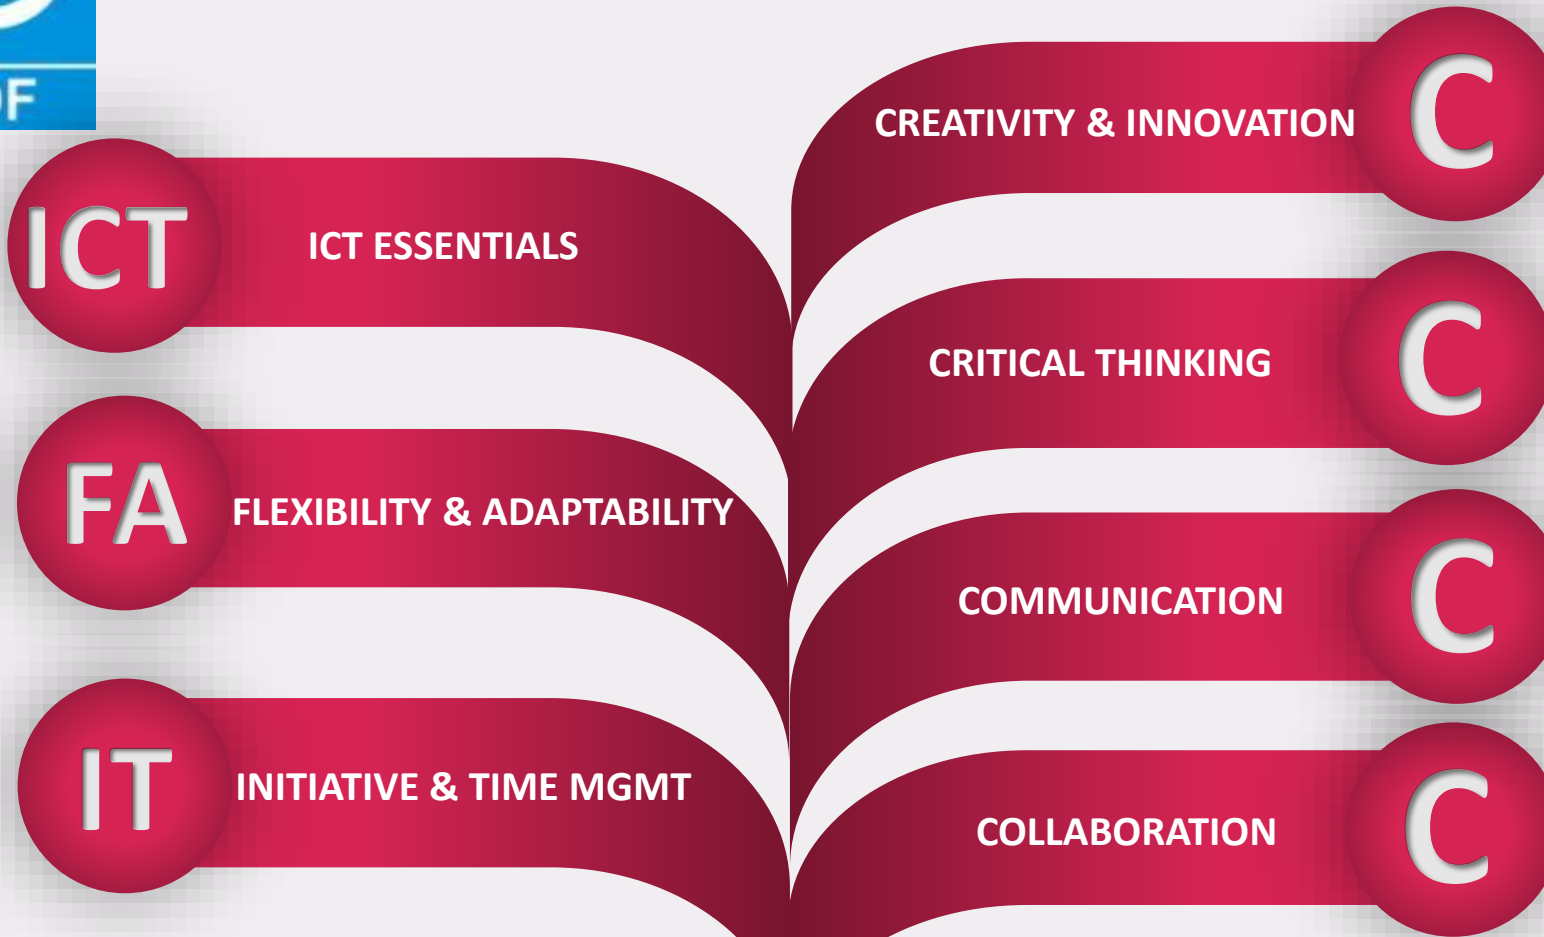 CREATIVITY & INNOVATION
C
ICT
ICT ESSENTIALS
CRITICAL THINKING
C
FA
FLEXIBILITY & ADAPTABILITY
COMMUNICATION
C
IT
INITIATIVE & TIME MGMT
COLLABORATION
C